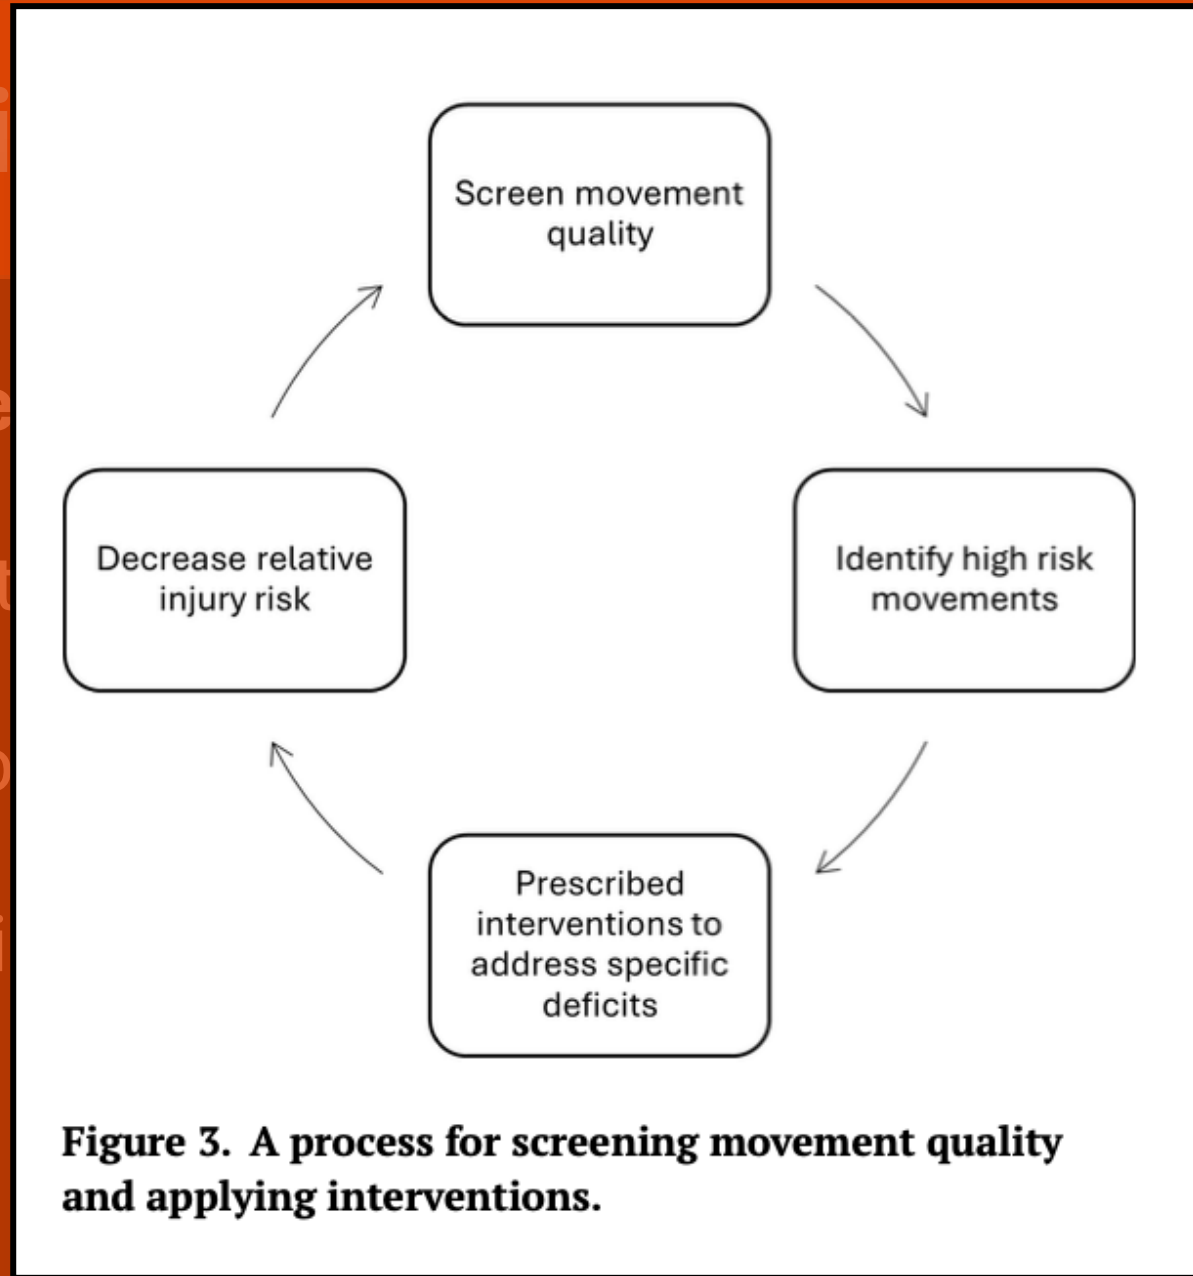 Screen movement
quality
Identify high risk
movements
Prescribed
interventions to
address specific
deficits
Decrease relative
injury risk
Figure 3. A process for screening movement quality
and applying interventions.